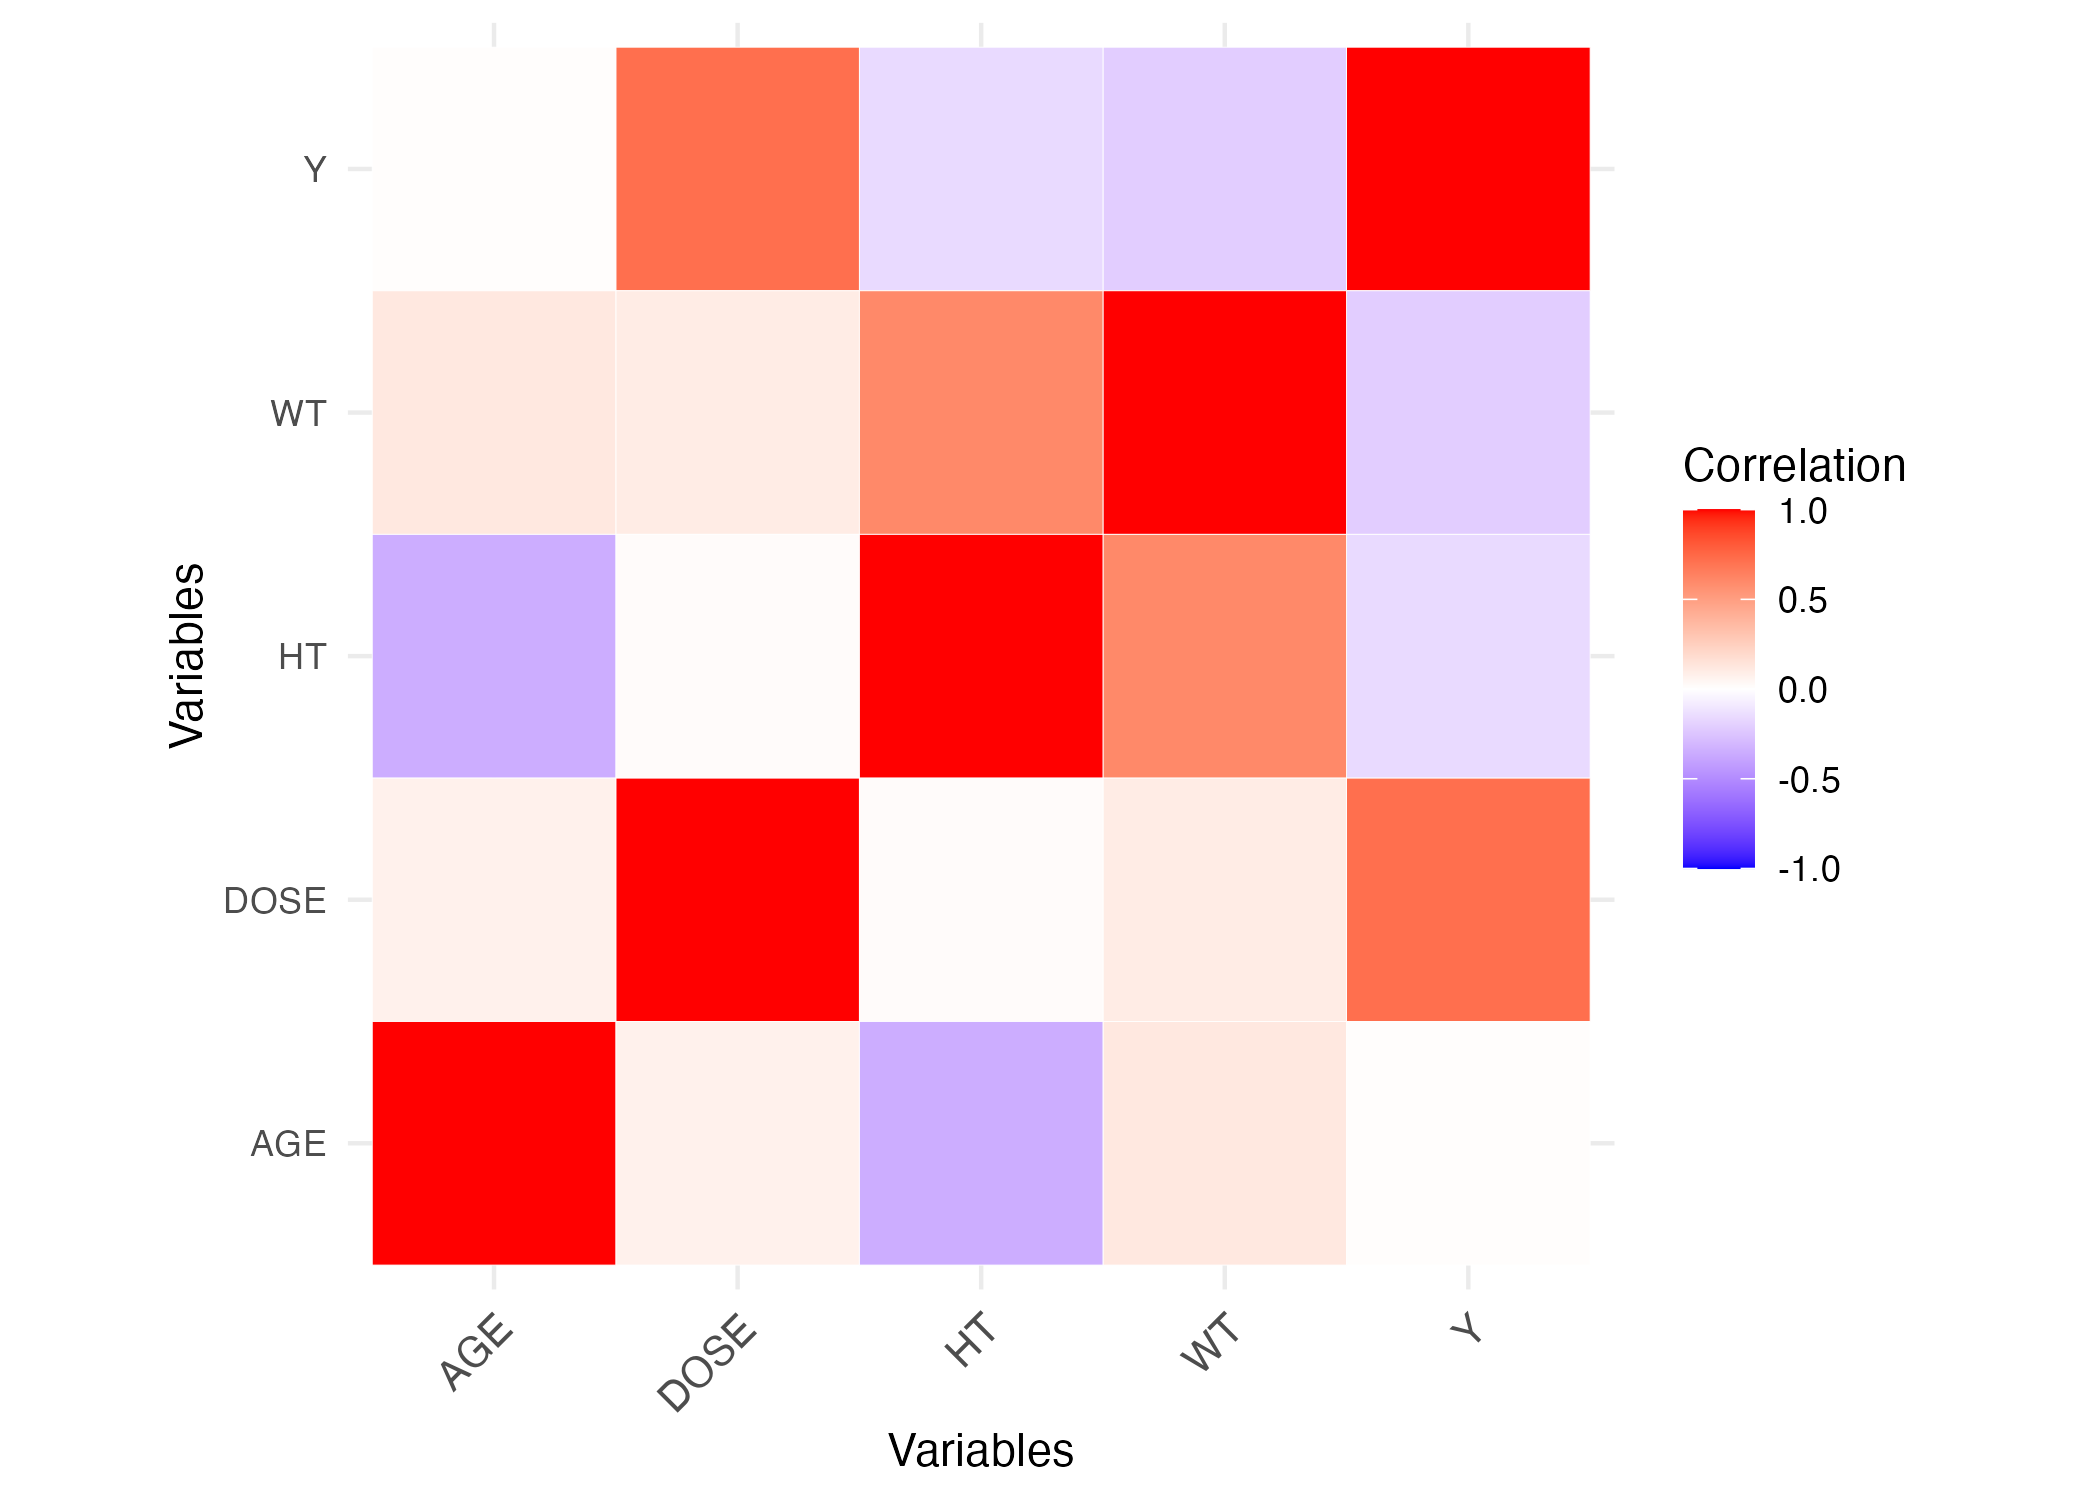 Y
WT
HT
DOSE
AGE
Variables
AGE
DOSE
HT
WT
Y
Variables
Correlation
1.0
0.5
0.0
-0.5
-1.0